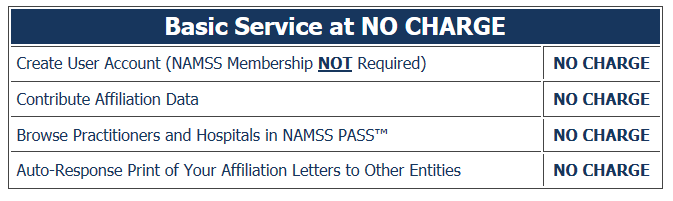 Basic Service at NO CHARGE
Create User Account (NAMSS Membership NOT Required) NO CHARGE
Contribute Affiliation Data NO CHARGE
Browse Practitioners and Hospitals in NAMSS PASS™ NO CHARGE
Auto-Response Print of Your Affiliation Letters to Other Entities NO CHARGE